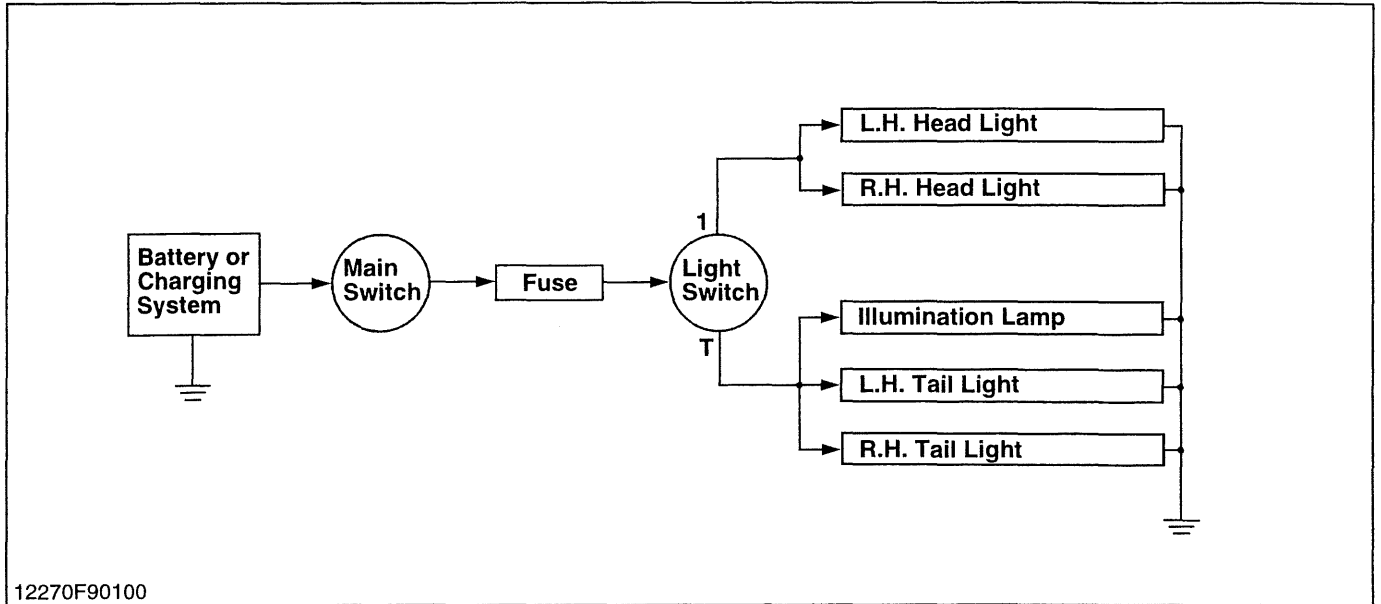 L.H. Head Light
R.H. Head Light
1
Battery or
Charging
System
Main
Switch
Fuse
Light
Switch
T
Illumination Lamp
L.H. Tail Light
R.H. Tail Light
12270F90100